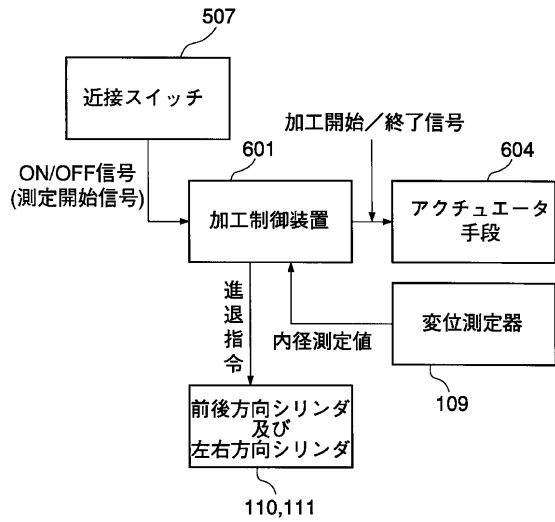 507
近接スイッチ
ON/OFF信号
(測定開始信号)
601
加工制御装置
加工開始／終了信号
604
アクチュエータ
手段
進退指令
内径測定値
変位測定器
109
前後方向シリンダ
及び
左右方向シリンダ
110,111